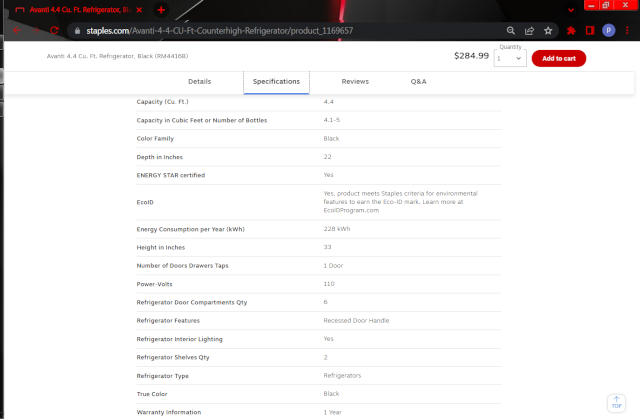 Avanti 4.4 Cu. Ft. Refrigerator, Bl
staples.com/Avanti-4-4-CU-Ft-Counterhigh-Refrigerator/product_1169657
P
Avanti 4.4 Cu. Ft. Refrigerator, Black (RM4416B)
$284.99
Quantity
1
Add to cart
Details
Specifications
Reviews
Q&A
Capacity (Cu. Ft.) 4.4
Capacity in Cubic Feet or Number of Bottles 4.1-5
Color Family Black
Depth in Inches 22
ENERGY STAR certified Yes
EcoID Yes, product meets Staples criteria for environmental
features to earn the Eco-ID mark. Learn more at
EcoIDProgram.com
Energy Consumption per Year (kWh) 228 kWh
Height in Inches 33
Number of Doors Drawers Taps 1 Door
Power-Volts 110
Refrigerator Door Compartments Qty 6
Refrigerator Features Recessed Door Handle
Refrigerator Interior Lighting Yes
Refrigerator Shelves Qty 2
Refrigerator Type Refrigerators
True Color Black
Warranty Information 1 Year
TOP